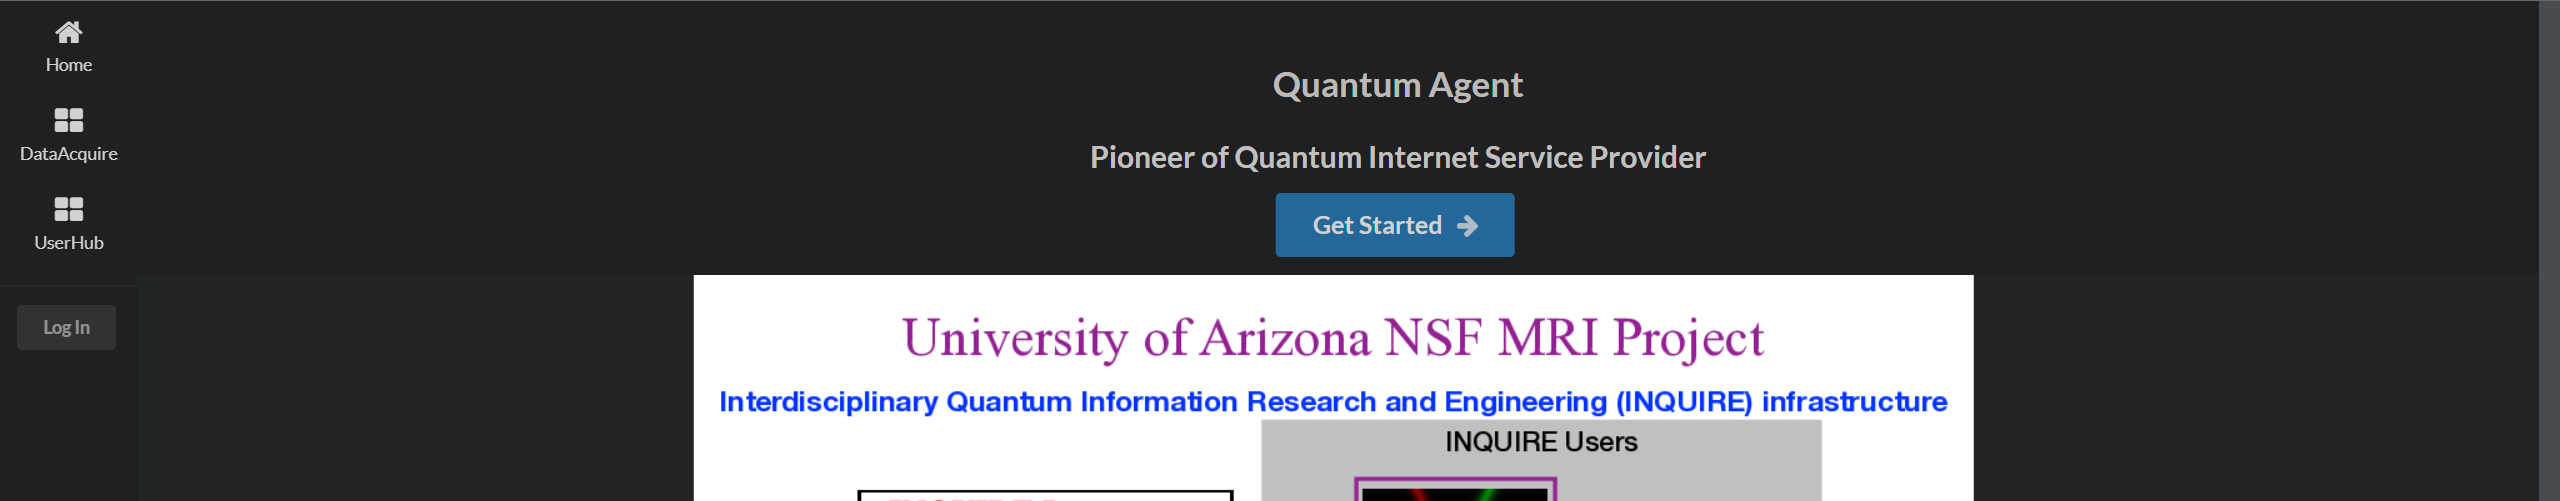 Home
DataAcquire
UserHub
Log In
Quantum Agent
Pioneer of Quantum Internet Service Provider
Get Started
University of Arizona NSF MRI Project
Interdisciplinary Quantum Information Research and Engineering (INQUIRE) infrastructure
INQUIRE Users